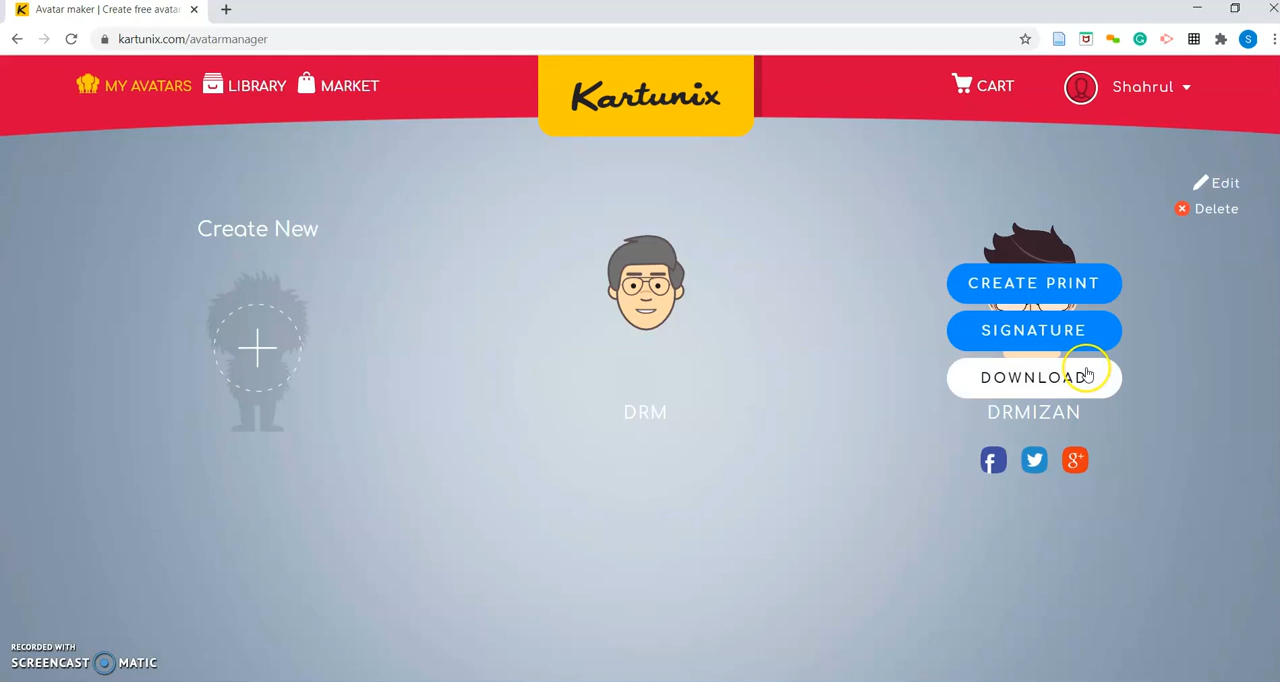 Avatar maker | Create free avata
kartunix.com/avatarmanager
S
MY AVATARS LIBRARY MARKET
Kartunix
CART
Shahrul
Edit
Delete
Create New
CREATE PRINT
SIGNATURE
DOWNLOAD
DRM
DRMIZAN
RECORDED WITH
SCREENCAST MATIC